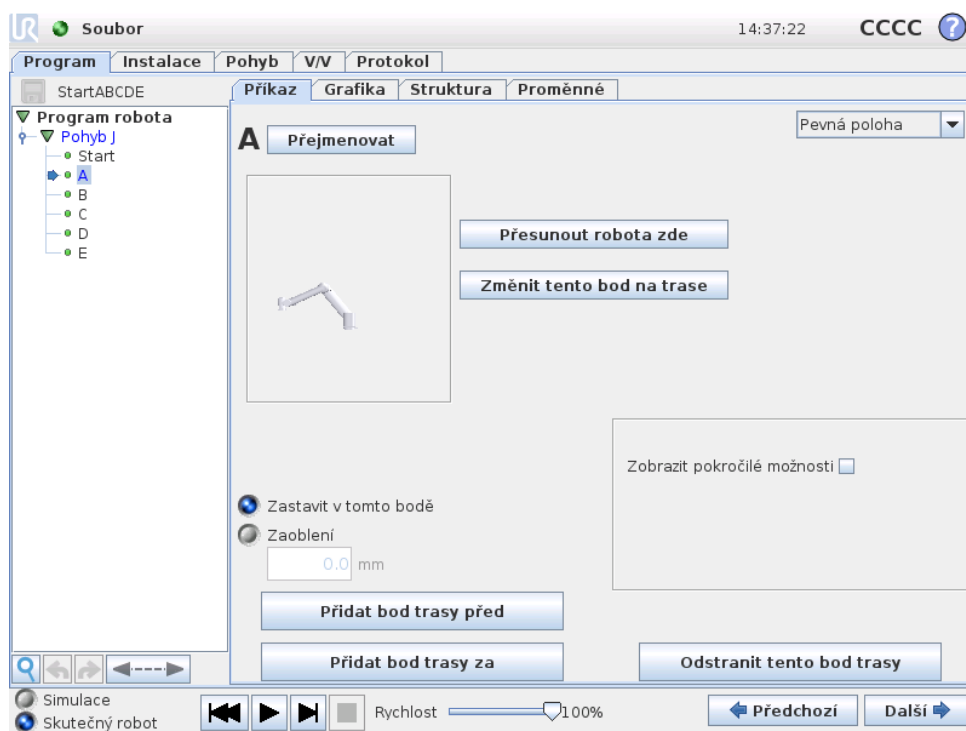 UR Soubor 14:37:22 CCCC ?
Program Instalace Pohyb V/V Protokol
StartABCDE
Příkaz Grafika Struktura Proměnné
Program robota
Pohyb J
Start
A
B
C
D
E
A Přejmenovat
Pevná poloha
Přesunout robota zde
Změnit tento bod na trase
Zobrazit pokročilé možnosti
Zastavit v tomto bodě
Zaoblení
0.0 mm
Přidat bod trasy před
Přidat bod trasy za
Odstranit tento bod trasy
Simulace
Skutečný robot
Rychlost 100%
Předchozí
Další